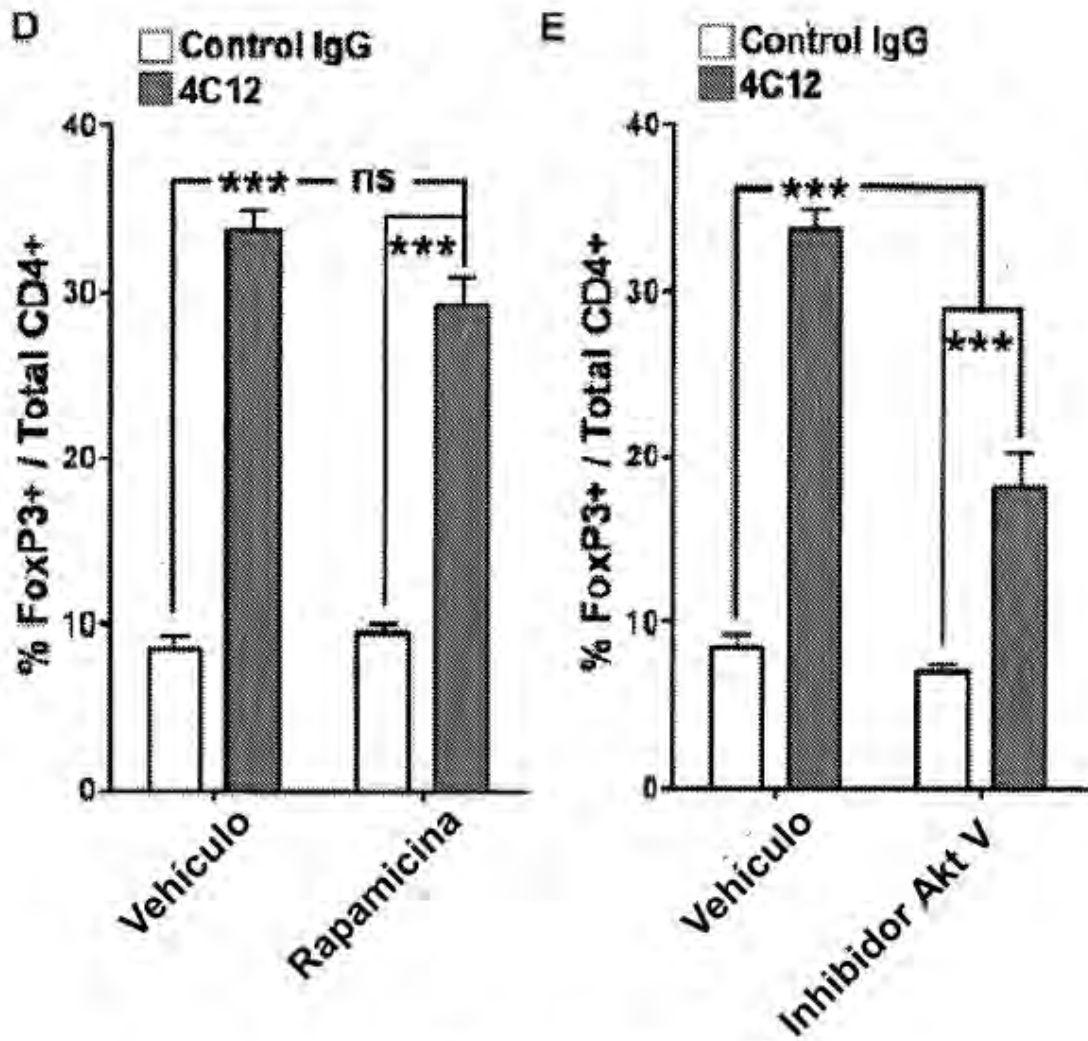 D
Control IgG
4C12
% FoxP3+ / Total CD4+
40
30
20
10
0
*** ns
***
Vehículo
Rapamicina
E
Control IgG
4C12
% FoxP3+ / Total CD4+
40
30
20
10
0
***
***
Vehículo
Inhibidor Akt V